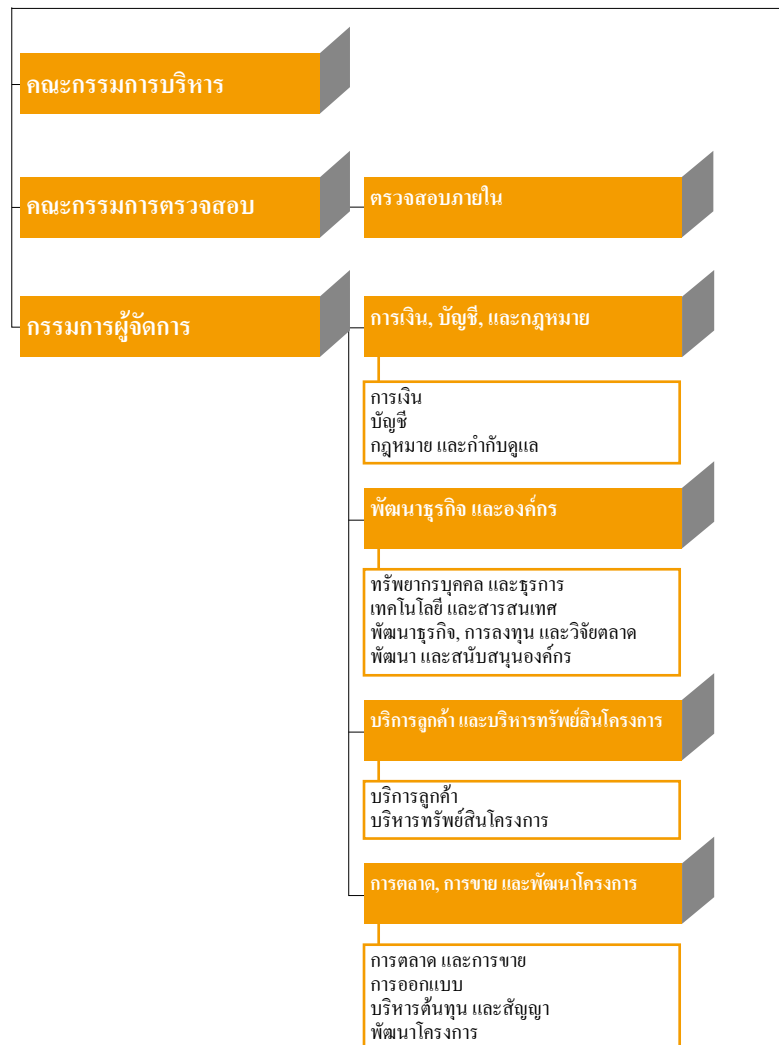 คณะกรรมการบริหาร
คณะกรรมการตรวจสอบ
ตรวจสอบภายใน
กรรมการผู้จัดการ
การเงิน, บัญชี, และกฎหมาย
การเงิน
บัญชี
กฎหมาย และกำกับดูแล
พัฒนาธุรกิจ และองค์กร
ทรัพยากรบุคคล และธุรการ
เทคโนโลยี และสารสนเทศ
พัฒนาธุรกิจ, การลงทุน และวิจัยตลาด
พัฒนา และสนับสนุนองค์กร
บริการลูกค้า และบริหารทรัพย์สินโครงการ
บริการลูกค้า
บริหารทรัพย์สินโครงการ
การตลาด, การขาย และพัฒนาโครงการ
การตลาด และการขาย
การออกแบบ
บริหารต้นทุน และสัญญา
พัฒนาโครงการ